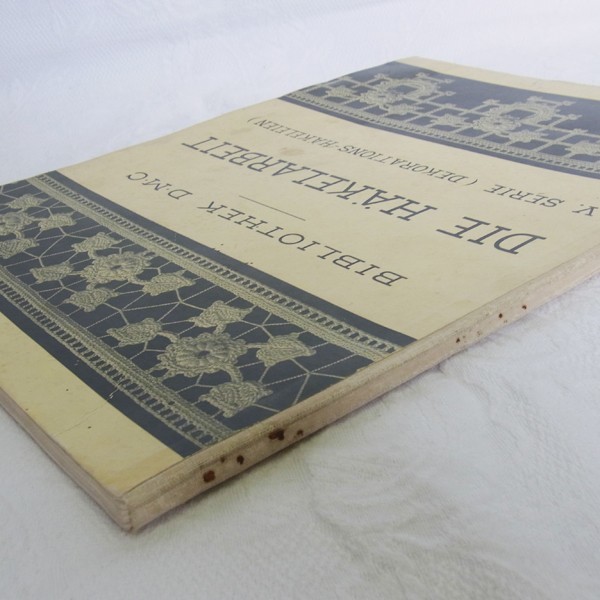 BIBLIOTHEK DMC
DIE HÄKELARBEIT
V. SERIE (DEKORATIONS-HÄKELEIEN)